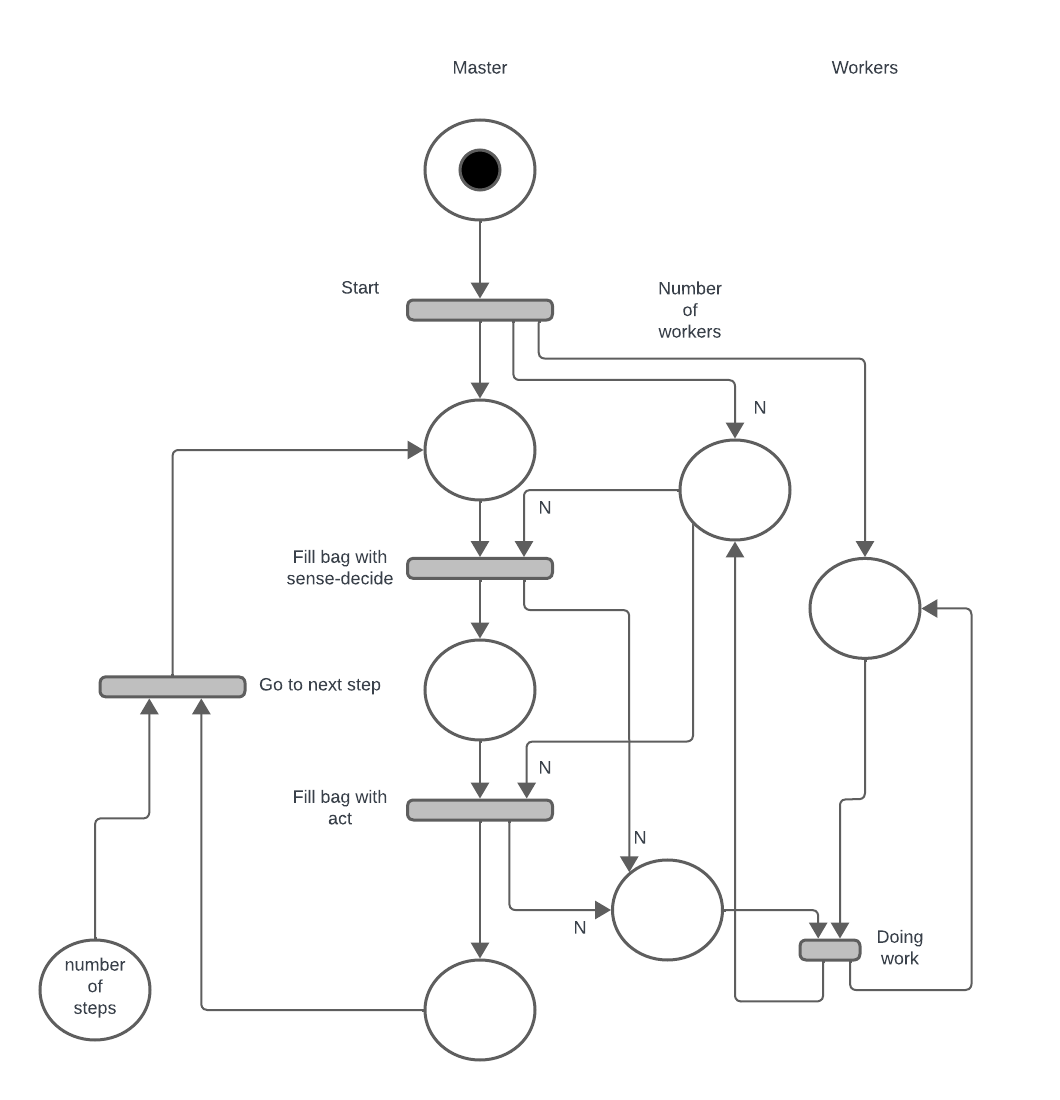 Master
Workers
Start
Number
of
workers
N
N
Fill bag with
sense-decide
Go to next step
N
Fill bag with
act
N
N
Doing
work
number
of
steps